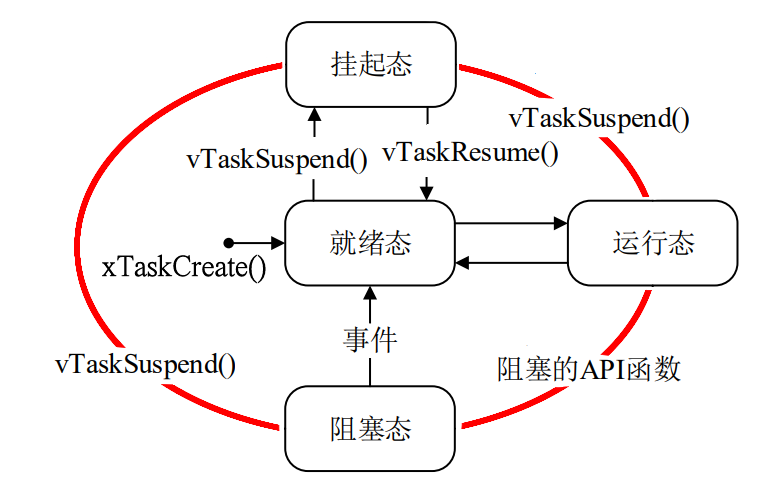 挂起态
vTaskSuspend()
vTaskSuspend()
vTaskResume()
就绪态
运行态
xTaskCreate()
事件
vTaskSuspend()
阻塞的API函数
阻塞态